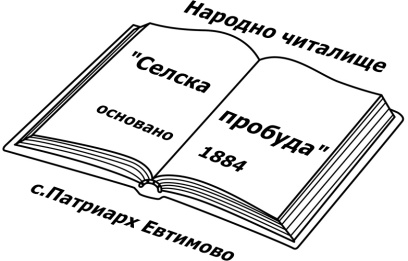 Народно читалище
"Селска
пробуда"
основано
1884
с.Патриарх Евтимово